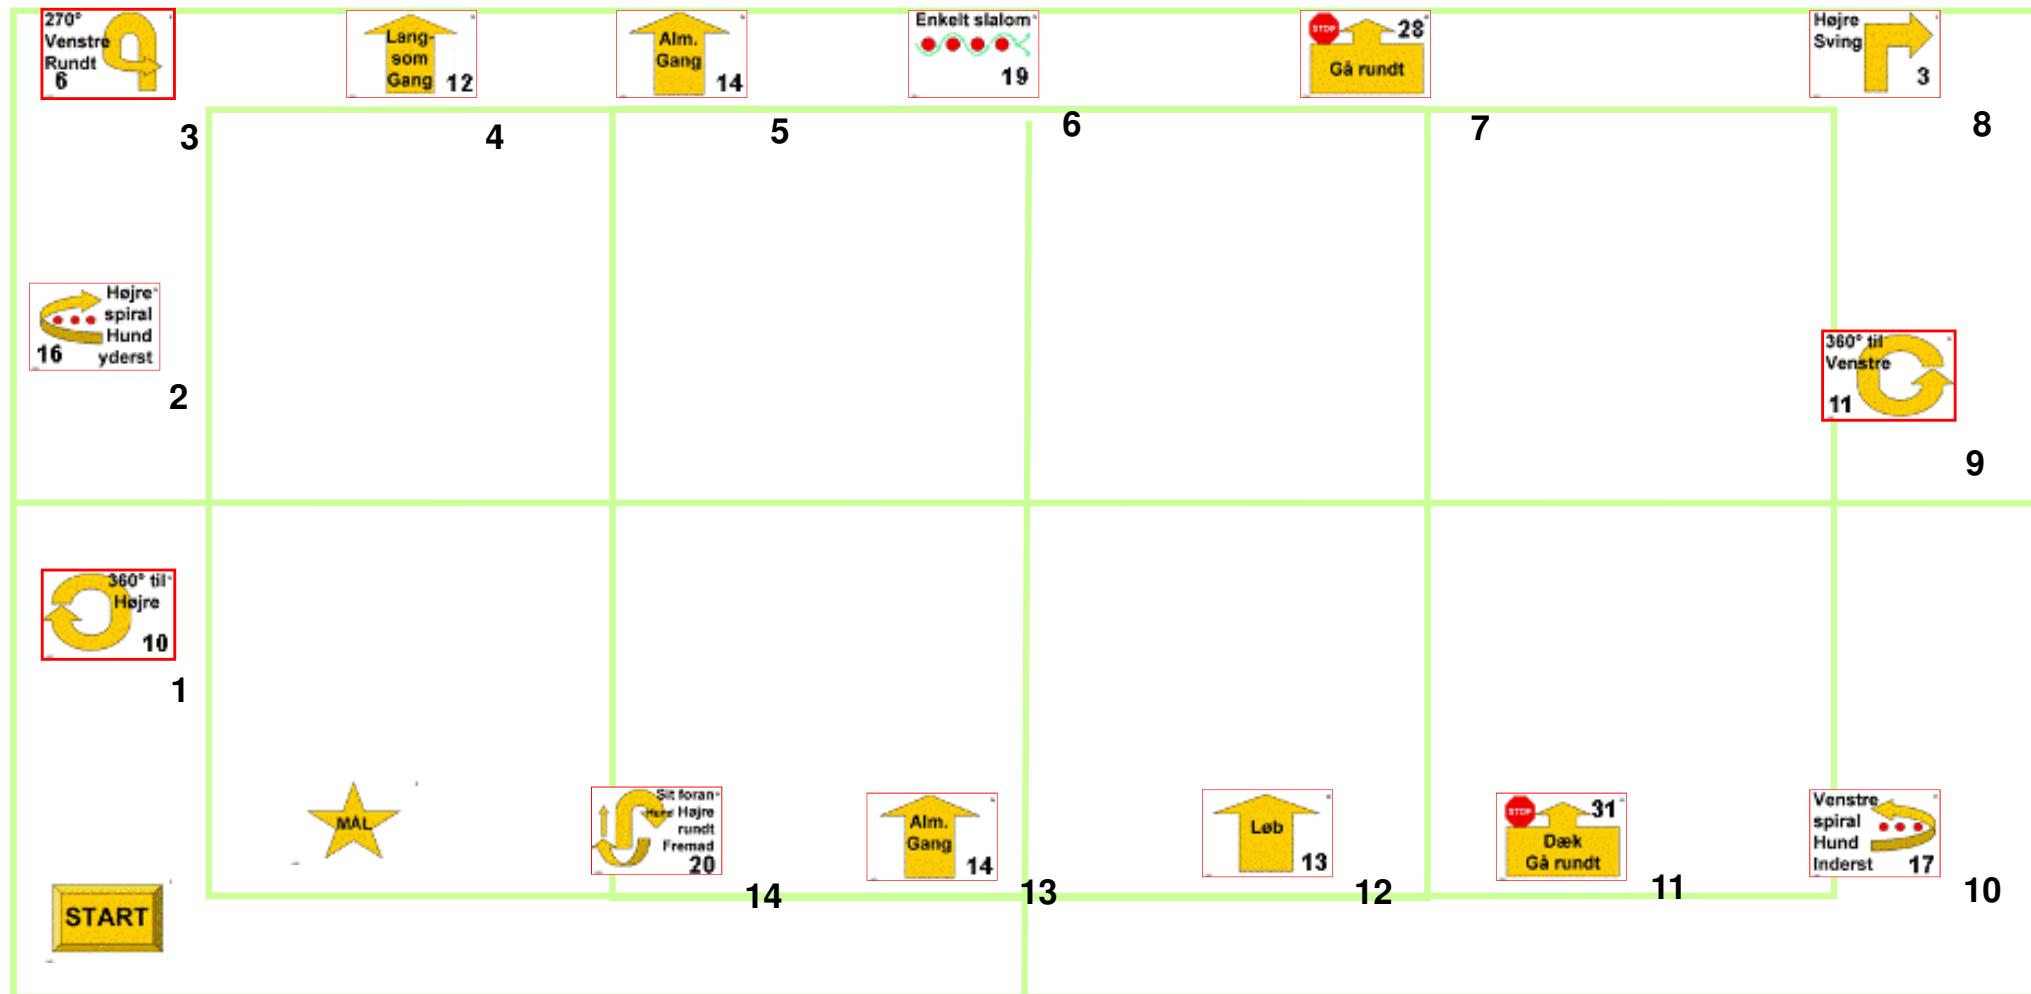 270°
Venstre
Rundt
6
3
Lang-
som
Gang
12
4
Alm.
Gang
14
5
Enkelt slalom
19
6
STOP
28
Gå rundt
7
Højre
Sving
3
8
Højre
spiral
Hund
16 yderst
2
360° til
Venstre
11
9
360° til
Højre
10
1
MÅL
START
Sit foran
Hund Højre
rundt
Fremad
20
14
Alm.
Gang
14
13
Løb
13
12
STOP
31
Dæk
Gå rundt
11
Venstre
spiral
Hund
Inderst 17
10